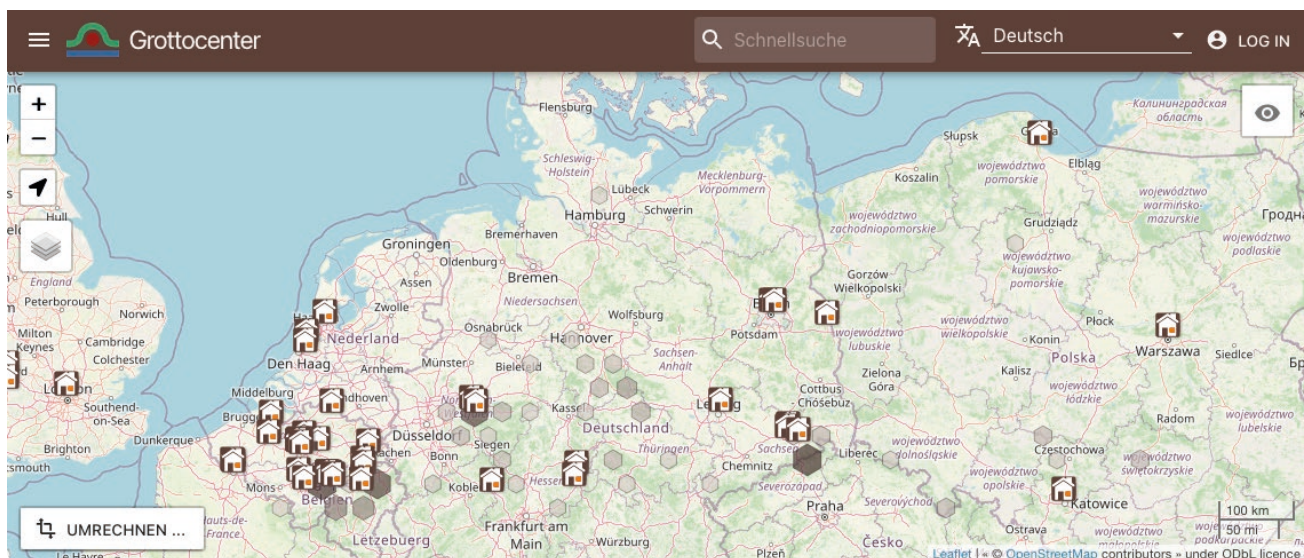 Grottocenter
Schnellsuche
Deutsch
LOG IN
+
−
Flensburg
Калининградская
область
Słupsk
Elbląg
Schleswig-
Holstein
Lübeck
Mecklenburg-
Vorpommern
Koszalin
województwo
pomorskie
Hull
Hamburg
Schwerin
województwo
zachodniopomorskie
Grudziądz
województwo
warmińsko-
mazurskie
Groningen
Bremerhaven
Oldenburg
Bremen
Assen
England
Peterborough
Norwich
Zwolle
Niedersachsen
Wolfsburg
Gorzów
Wielkopolski
województwo
kujawsko-
pomorskie
województwo
podlaskie
Milton
Keynes
Cambridge
Colchester
Nederland
Osnabrück
Hannover
Potsdam
województwo
lubuskie
województwo
wielkopolskie
Konin
Płock
Warszawa
Siedlce
Den Haag
Arnhem
Münster
Bielefeld
Sachsen-
Anhalt
Polska
Zielona
Góra
Kalisz
województwo
łódzkie
Southend-
on-Sea
Middelburg
Cottbus
- Chóśebuz
Radom
województwo
lubelskie
Brighton
Dunkerque
Düsseldorf
Siegen
Kassel
Deutschland
Bonn
Thüringen
Sachsen
Chemnitz
Liberec
województwo
dolnośląskie
Częstochowa
województwo
świętokrzyskie
Mons
België
Hessen
Severozápad
Severovýchod
województwo
opolskie
Katowice
Praha
Frankfurt am
Main
Würzburg
Lëtzebuerg
Hauts-de-
France
Le Havre
Plzeň
Česko
Ostrava
100 km
50 mi
UMRECHNEN ...
Leaflet | « © OpenStreetMap contributors » under ODbL licence